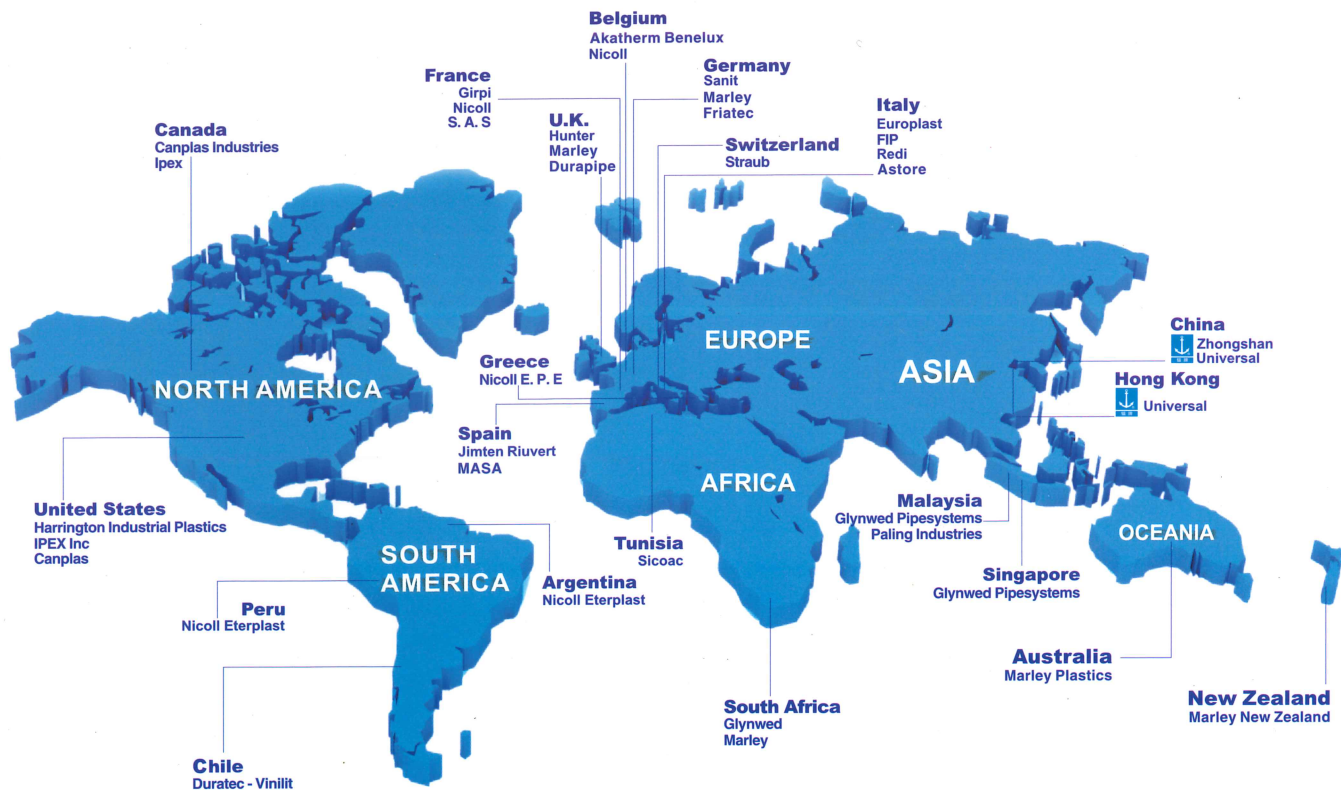 Belgium
Akatherm Benelux
Nicoll
France
Girpi
Nicoll
S. A. S
Germany
Sanit
Marley
Friatec
U.K.
Hunter
Marley
Durapipe
Italy
Europlast
FIP
Redi
Astore
Switzerland
Straub
Canada
Canplas Industries
Ipex
NORTH AMERICA
EUROPE
ASIA
China
Zhongshan
Universal
Hong Kong
Universal
Greece
Nicoll E. P. E
Spain
Jimten Riuvert
MASA
AFRICA
United States
Harrington Industrial Plastics
IPEX Inc
Canplas
Malaysia
Glynwed Pipesystems
Paling Industries
OCEANIA
SOUTH
AMERICA
Tunisia
Sicoac
Argentina
Nicoll Eterplast
Singapore
Glynwed Pipesystems
Peru
Nicoll Eterplast
Australia
Marley Plastics
New Zealand
Marley New Zealand
South Africa
Glynwed
Marley
Chile
Duratec - Vinilit